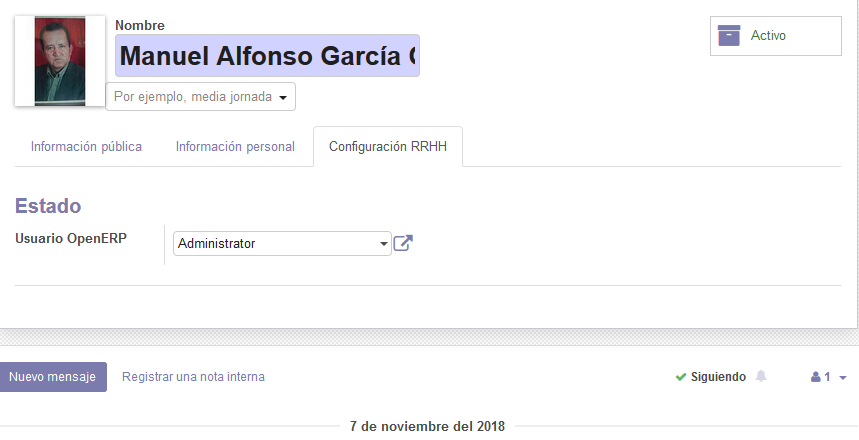 Nombre
Manuel Alfonso García
Activo
Por ejemplo, media jornada
Información pública
Información personal
Configuración RRHH
Estado
Usuario OpenERP
Administrator
Nuevo mensaje
Registrar una nota interna
Siguiendo
1
7 de noviembre del 2018